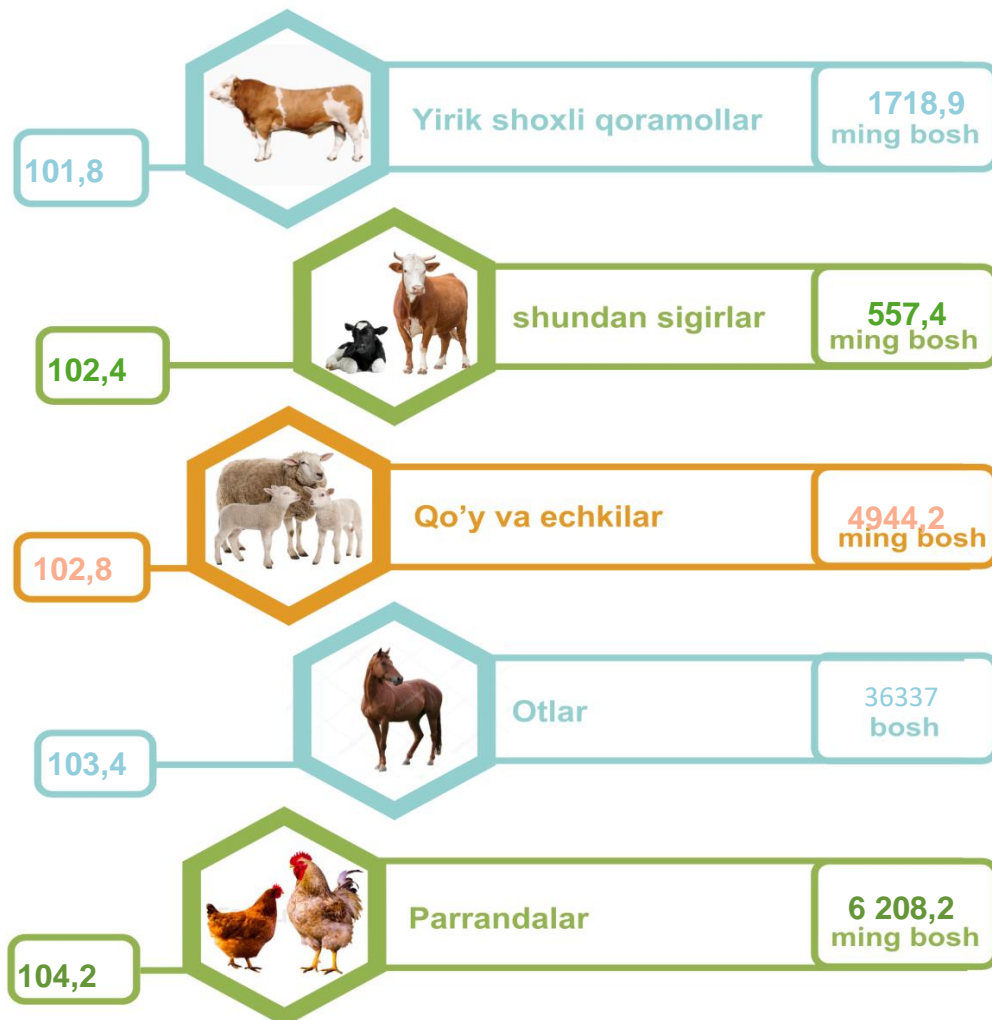 Yirik shoxli qoramollar
1718,9
ming bosh
101,8
shundan sigirlar
557,4
ming bosh
102,4
Qo’y va echkilar
4944,2
ming bosh
102,8
Otlar
36337
bosh
103,4
Parrandalar
6 208,2
ming bosh
104,2